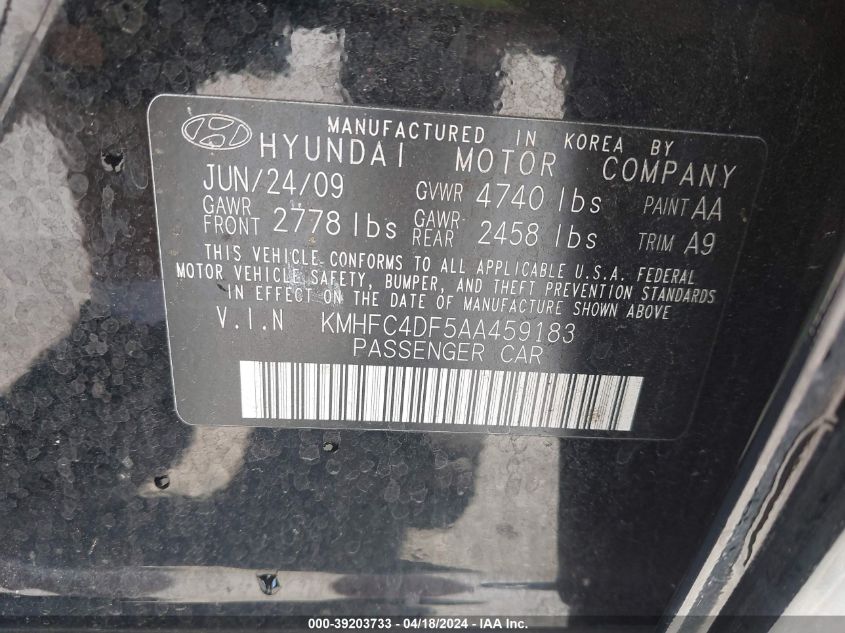 MANUFACTURED IN KOREA BY
HYUNDAI MOTOR COMPANY
JUN/24/09 GVWR 4740 lbs PAINT AA
GAWR FRONT 2778 lbs GAWR REAR 2458 lbs TRIM A9
THIS VEHICLE CONFORMS TO ALL APPLICABLE U.S.A. FEDERAL
MOTOR VEHICLE SAFETY, BUMPER, AND THEFT PREVENTION STANDARDS
IN EFFECT ON THE DATE OF MANUFACTURE SHOWN ABOVE
V.I.N KMHFC4DF5AA459183
PASSENGER CAR
000-39203733 - 04/18/2024 - IAA Inc.